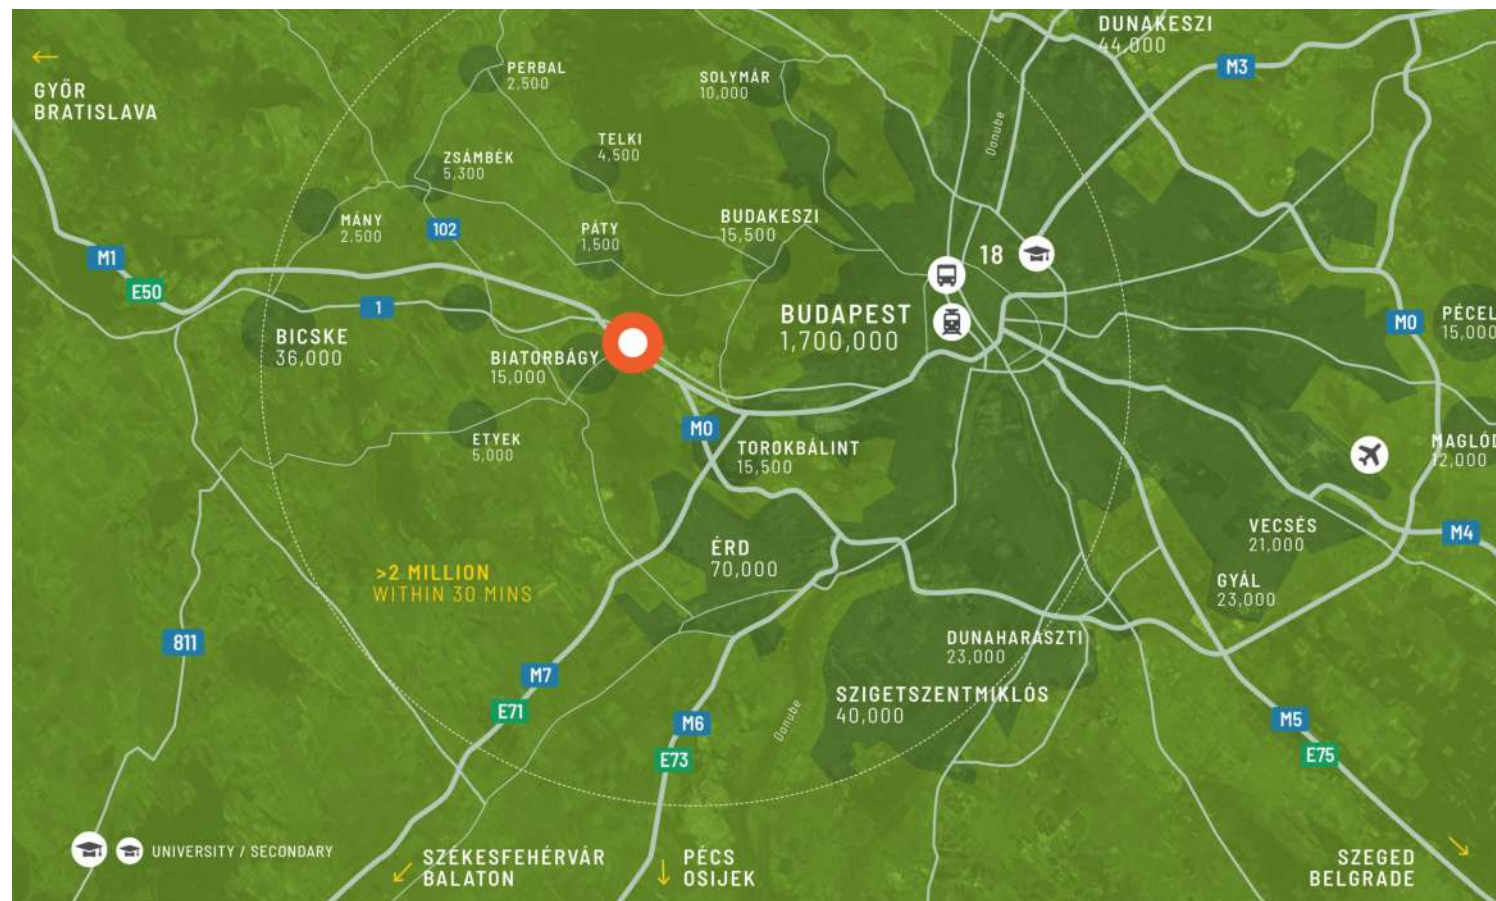 DUNAKESZI
44,000
M3
PERBAL
2,500
SOLYMÁR
10,000
GYŐR
BRATISLAVA
Danube
TELKI
4,500
ZSÁMBÉK
5,300
MÁNY
2,500
102
PÁTY
1,500
BUDAKESZI
15,500
18
M1
E50
1
BUDAPEST
1,700,000
M0
PÉCEL
15,000
BICSKE
36,000
BIATORBÁGY
15,000
M0
ETYEK
5,000
TOROKBÁLINT
15,500
MAGLÓD
12,000
VECSÉS
21,000
M4
ÉRD
70,000
>2 MILLION
WITHIN 30 MINS
GYÁL
23,000
811
DUNAHARASZTI
23,000
M7
E71
SZIGETSZENTMIKLÓS
40,000
M6
E73
Danube
M5
E75
UNIVERSITY / SECONDARY
SZÉKESFEHÉRVÁR
BALATON
PÉCS
OSIJEK
SZEGED
BELGRADE